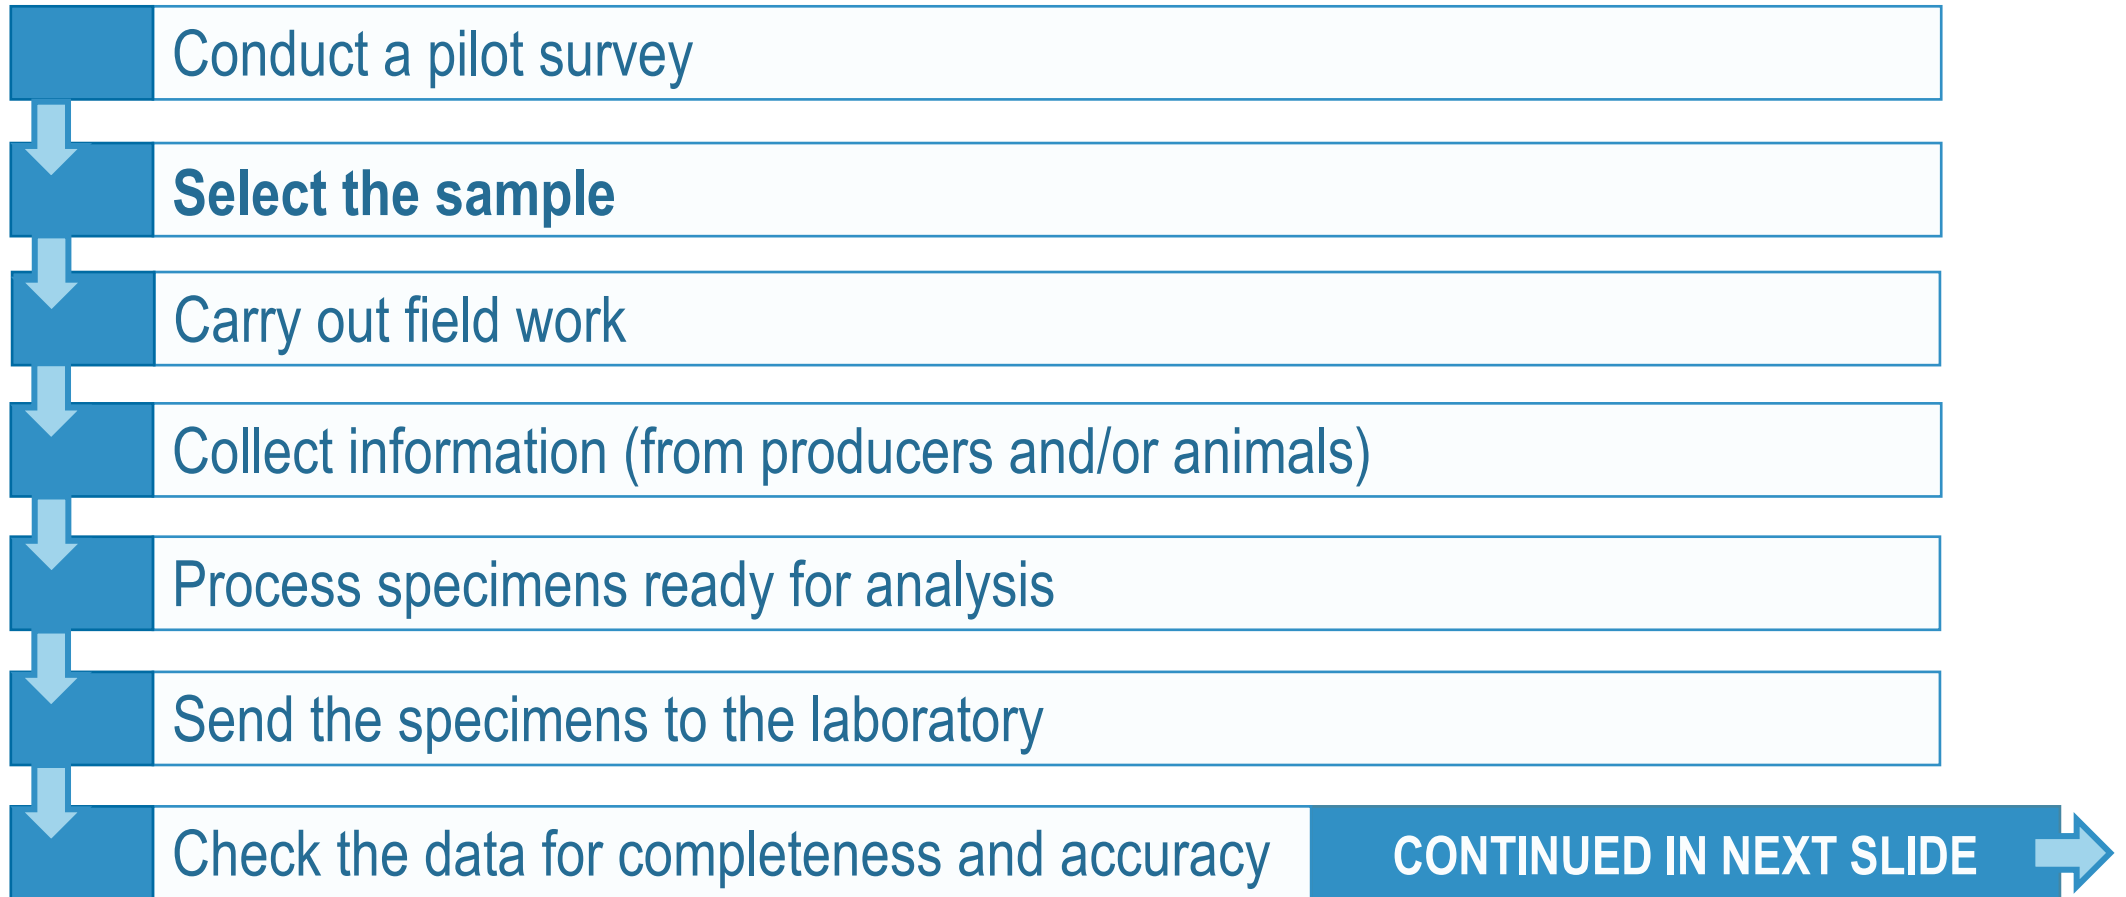 Conduct a pilot survey
Select the sample
Carry out field work
Collect information (from producers and/or animals)
Process specimens ready for analysis
Send the specimens to the laboratory
Check the data for completeness and accuracy
CONTINUED IN NEXT SLIDE